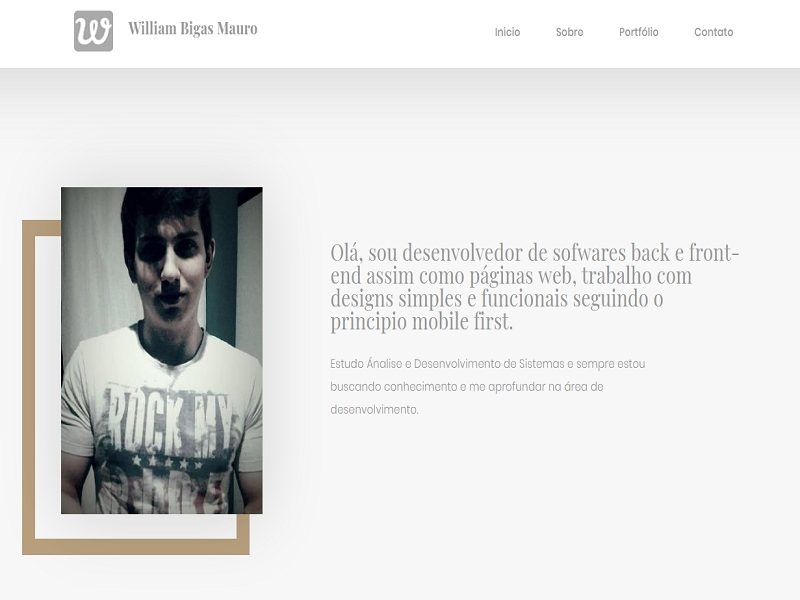 W
William Bigas Mauro
Inicio
Sobre
Portfólio
Contato
Olá, sou desenvolvedor de sofwares back e front-
end assim como páginas web, trabalho com
designs simples e funcionais seguindo o
principio mobile first.
Estudo Ánalise e Desenvolvimento de Sistemas e sempre estou
buscando conhecimento e me aprofundar na área de
desenvolvimento.
ROCK MY